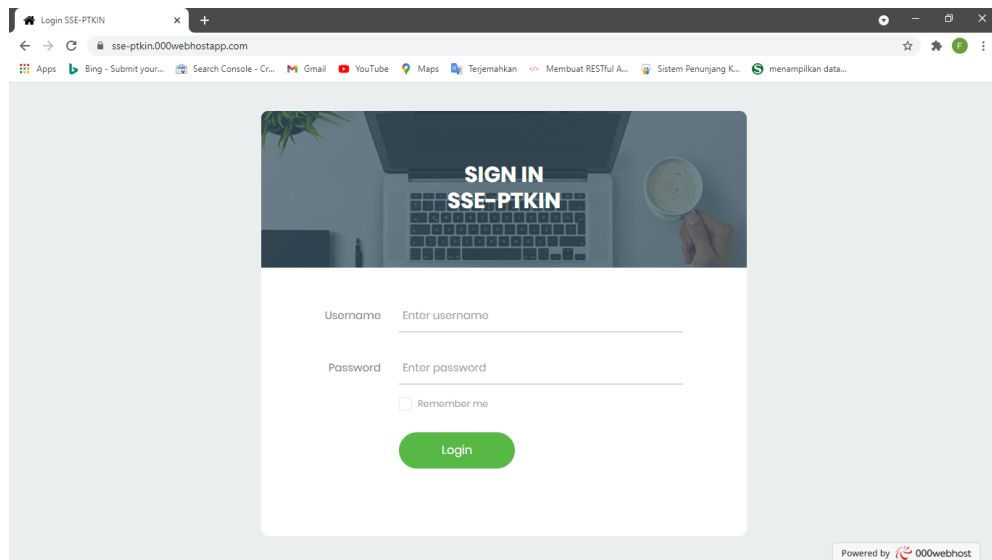 Login SSE-PTKIN
sse-ptkin.000webhostapp.com
F
Apps
Bing - Submit your...
Search Console - Cr...
Gmail
YouTube
Maps
Terjemahkan
Membuat RESTful A...
Sistem Penunjang K...
menampilkan data...
SIGN IN
SSE-PTKIN
Username
Enter username
Password
Enter password
Remember me
Login
Powered by 000webhost